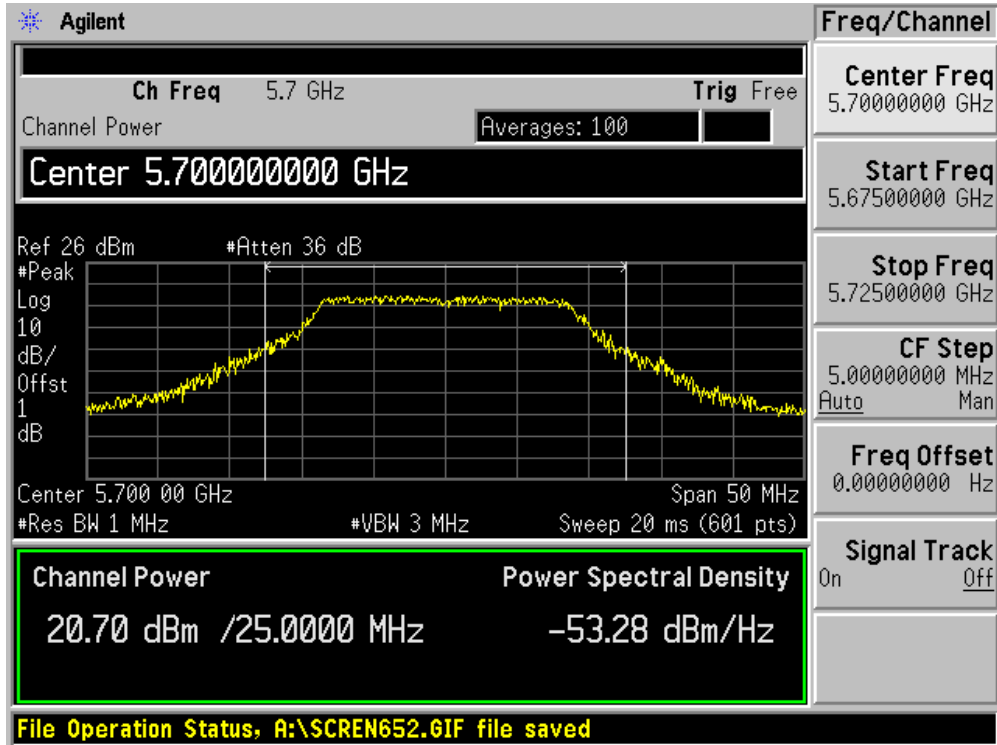 Agilent
Freq/Channel
Ch Freq 5.7 GHz Trig Free
Channel Power Averages: 100
Center 5.700000000 GHz
Ref 26 dBm #Atten 36 dB
#Peak
Log
10
dB/
Offst
1
dB
Center 5.700 00 GHz Span 50 MHz
#Res BW 1 MHz #VBW 3 MHz Sweep 20 ms (601 pts)
Channel Power Power Spectral Density
20.70 dBm /25.0000 MHz -53.28 dBm/Hz
File Operation Status, A:\SCREN652.GIF file saved
Center Freq
5.70000000 GHz
Start Freq
5.67500000 GHz
Stop Freq
5.72500000 GHz
CF Step
5.00000000 MHz
Auto Man
Freq Offset
0.00000000 Hz
Signal Track
On Off